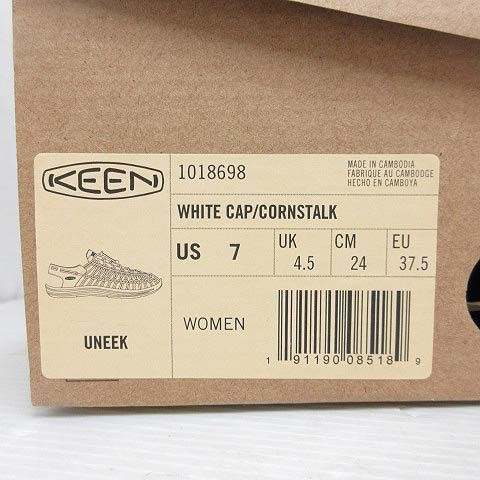 KEEN
1018698
MADE IN CAMBODIA
FABRIQUE AU CAMBODGE
HECHO EN CAMBOYA
WHITE CAP/CORNSTALK
US 7
UK
4.5
CM
24
EU
37.5
UNEEK
WOMEN
1 91190 08518 9